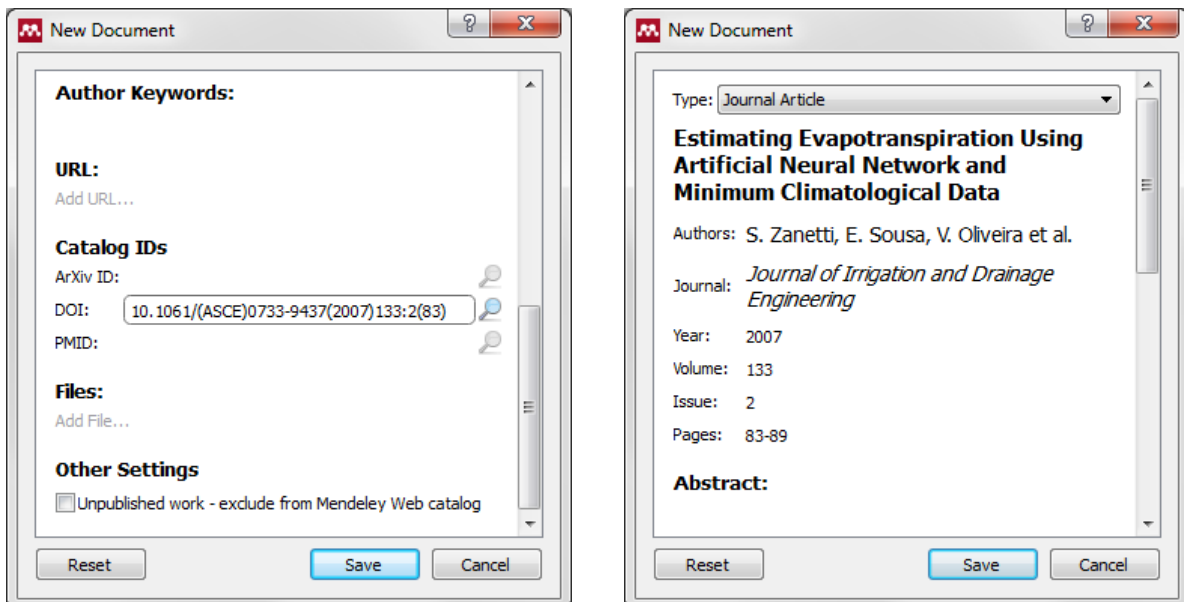 New Document
Author Keywords:
URL:
Add URL...
Catalog IDs
ArXiv ID:
DOI: 10.1061/(ASCE)0733-9437(2007)133:2(83)
PMID:
Files:
Add File...
Other Settings
Unpublished work - exclude from Mendeley Web catalog
Reset Save Cancel
New Document
Type: Journal Article
Estimating Evapotranspiration Using
Artificial Neural Network and
Minimum Climatological Data
Authors: S. Zanetti, E. Sousa, V. Oliveira et al.
Journal: Journal of Irrigation and Drainage
Engineering
Year: 2007
Volume: 133
Issue: 2
Pages: 83-89
Abstract:
Reset Save Cancel